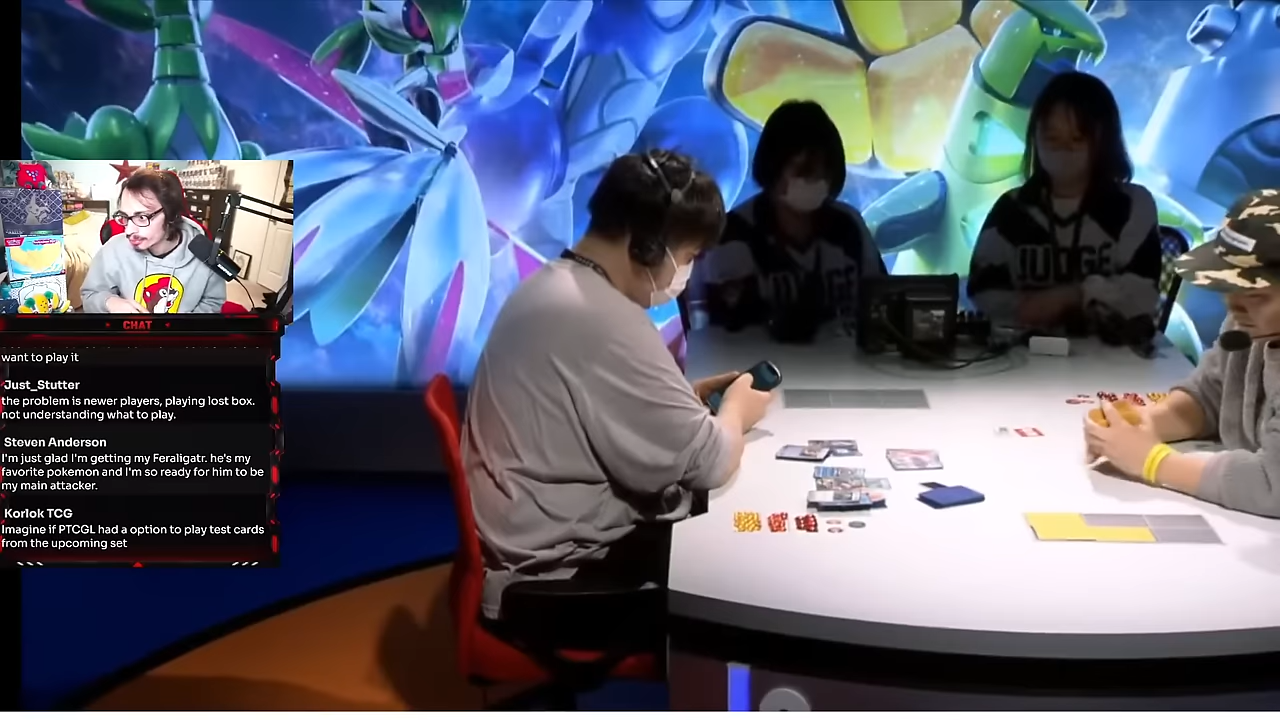 CHAT
want to play it
Just_Stutter
the problem is newer players, playing lost box.
not understanding what to play.
Steven Anderson
I'm just glad I'm getting my Feraligatr. he's my
favorite pokemon and I'm so ready for him to be
my main attacker.
Korlok TCG
Imagine if PTCGL had a option to play test cards
from the upcoming set
JUDGE
JUDGE